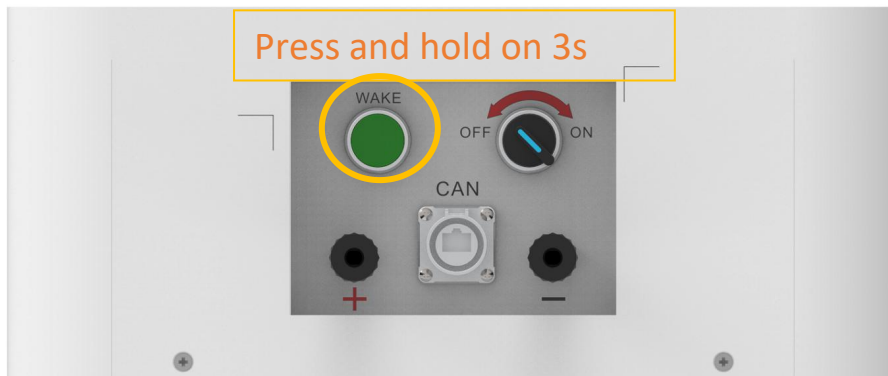 Press and hold on 3s
WAKE
OFF ON
CAN
+ −